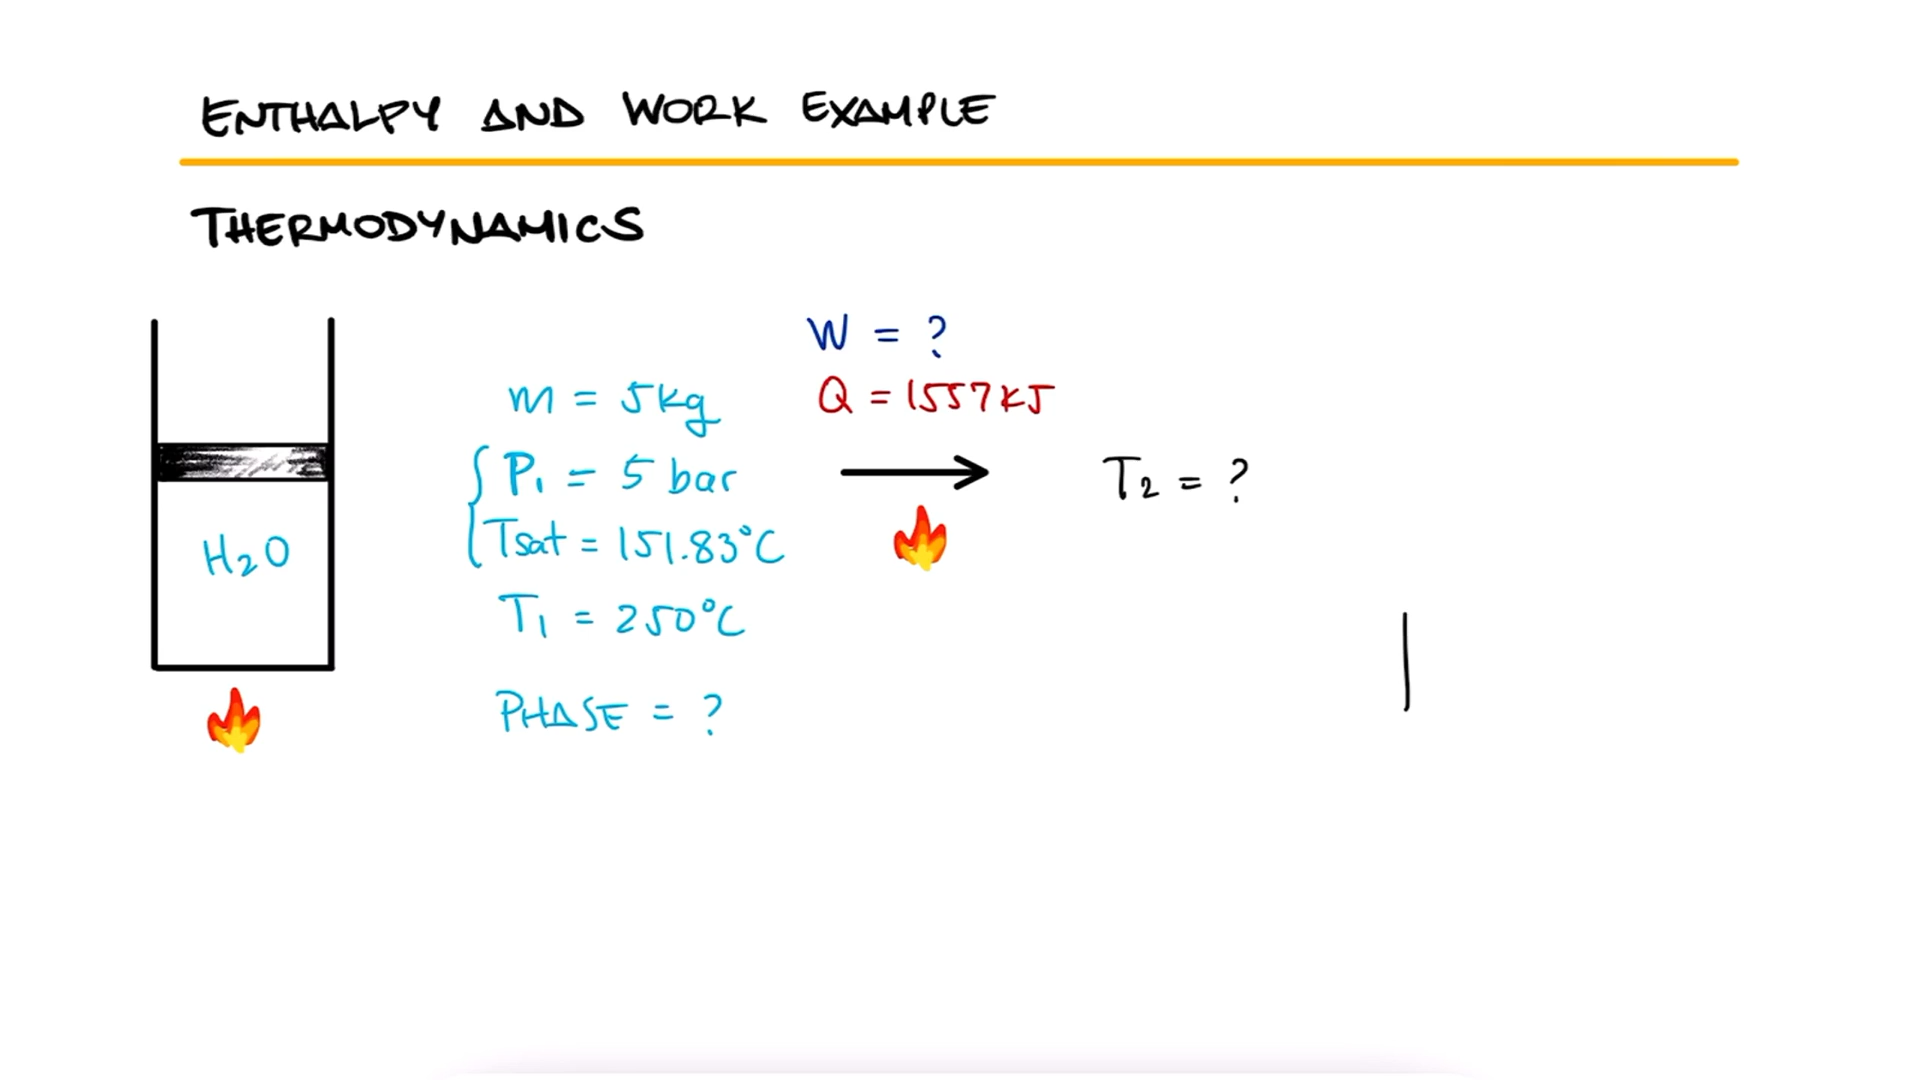 ENTHALPY AND WORK EXAMPLE
THERMODYNAMICS
H₂O
m = 5kg
P₁ = 5 bar
Tsat = 151.83°C
T₁ = 250°C
PHASE = ?
W = ?
Q = 1557kJ
T₂ = ?